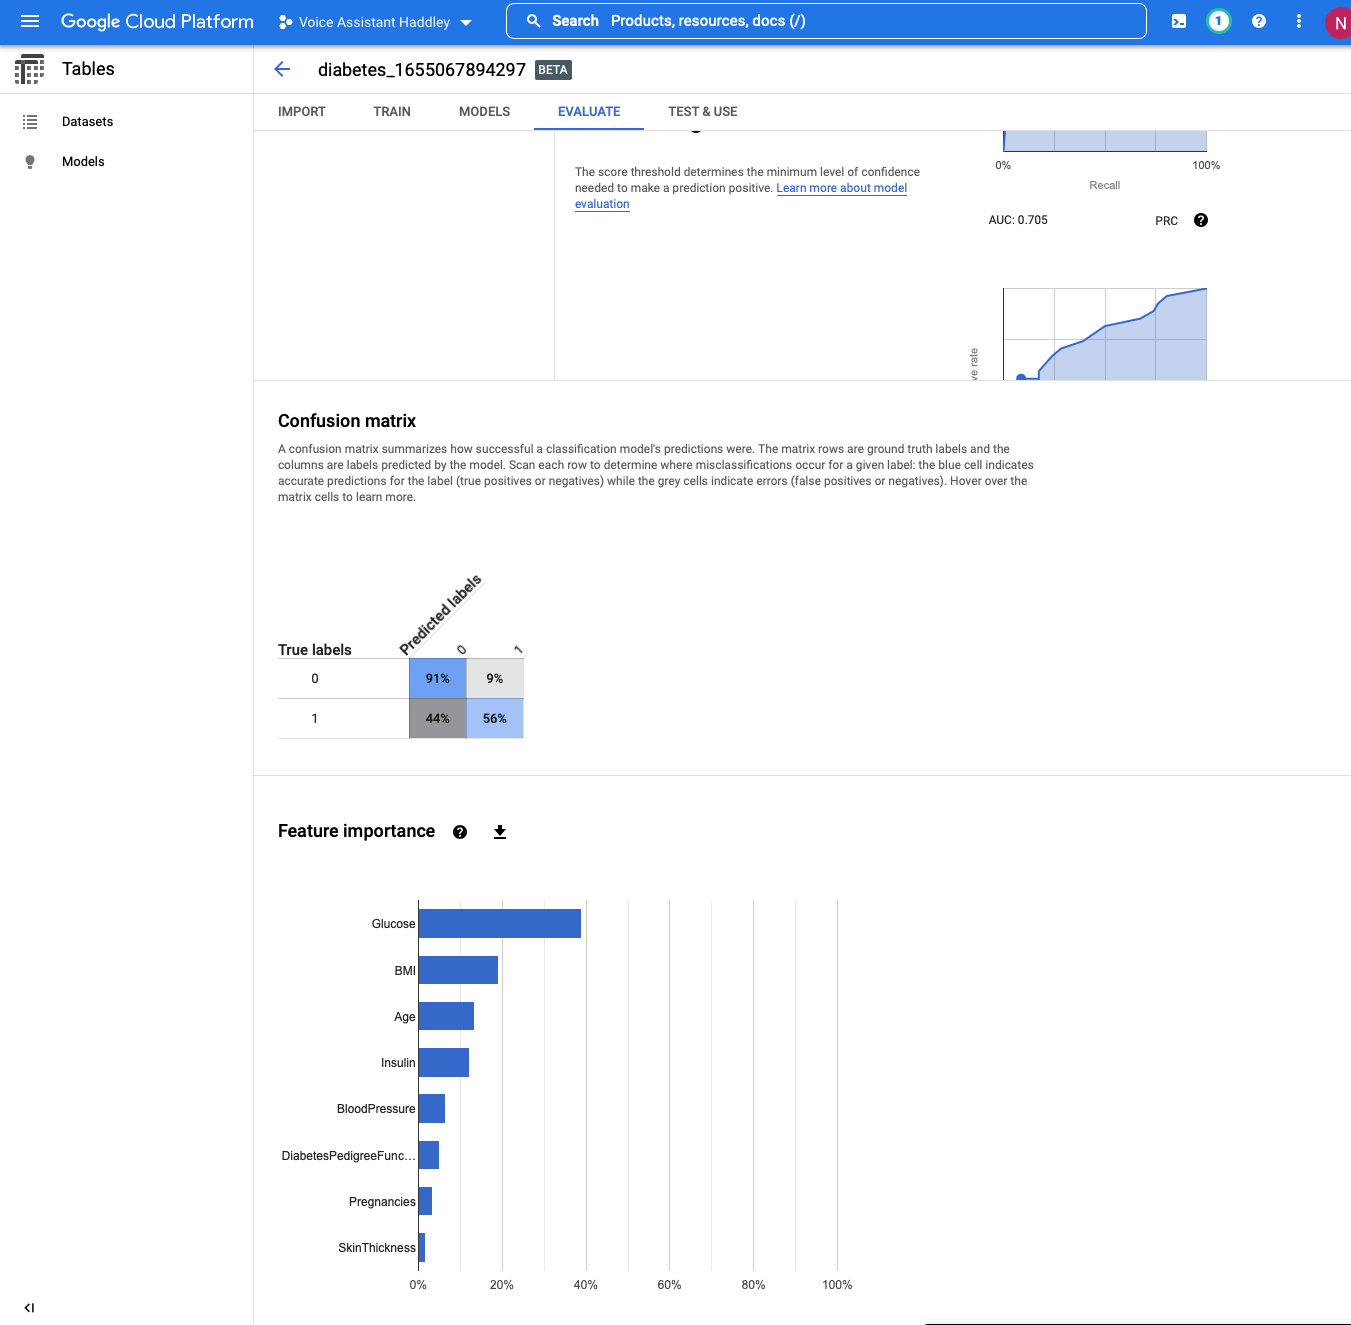 Google Cloud Platform
Voice Assistant Haddley
Search Products, resources, docs (/)
1
N
Tables
diabetes_1655067894297 BETA
IMPORT TRAIN MODELS EVALUATE TEST & USE
Datasets
Models
The score threshold determines the minimum level of confidence
needed to make a prediction positive. Learn more about model
evaluation
0% 100%
Recall
AUC: 0.705 PRC
ve rate
Confusion matrix
A confusion matrix summarizes how successful a classification model's predictions were. The matrix rows are ground truth labels and the
columns are labels predicted by the model. Scan each row to determine where misclassifications occur for a given label: the blue cell indicates
accurate predictions for the label (true positives or negatives) while the grey cells indicate errors (false positives or negatives). Hover over the
matrix cells to learn more.
Predicted labels
True labels 0 1
0 91% 9%
1 44% 56%
Feature importance
Glucose
BMI
Age
Insulin
BloodPressure
DiabetesPedigreeFunc...
Pregnancies
SkinThickness
0% 20% 40% 60% 80% 100%